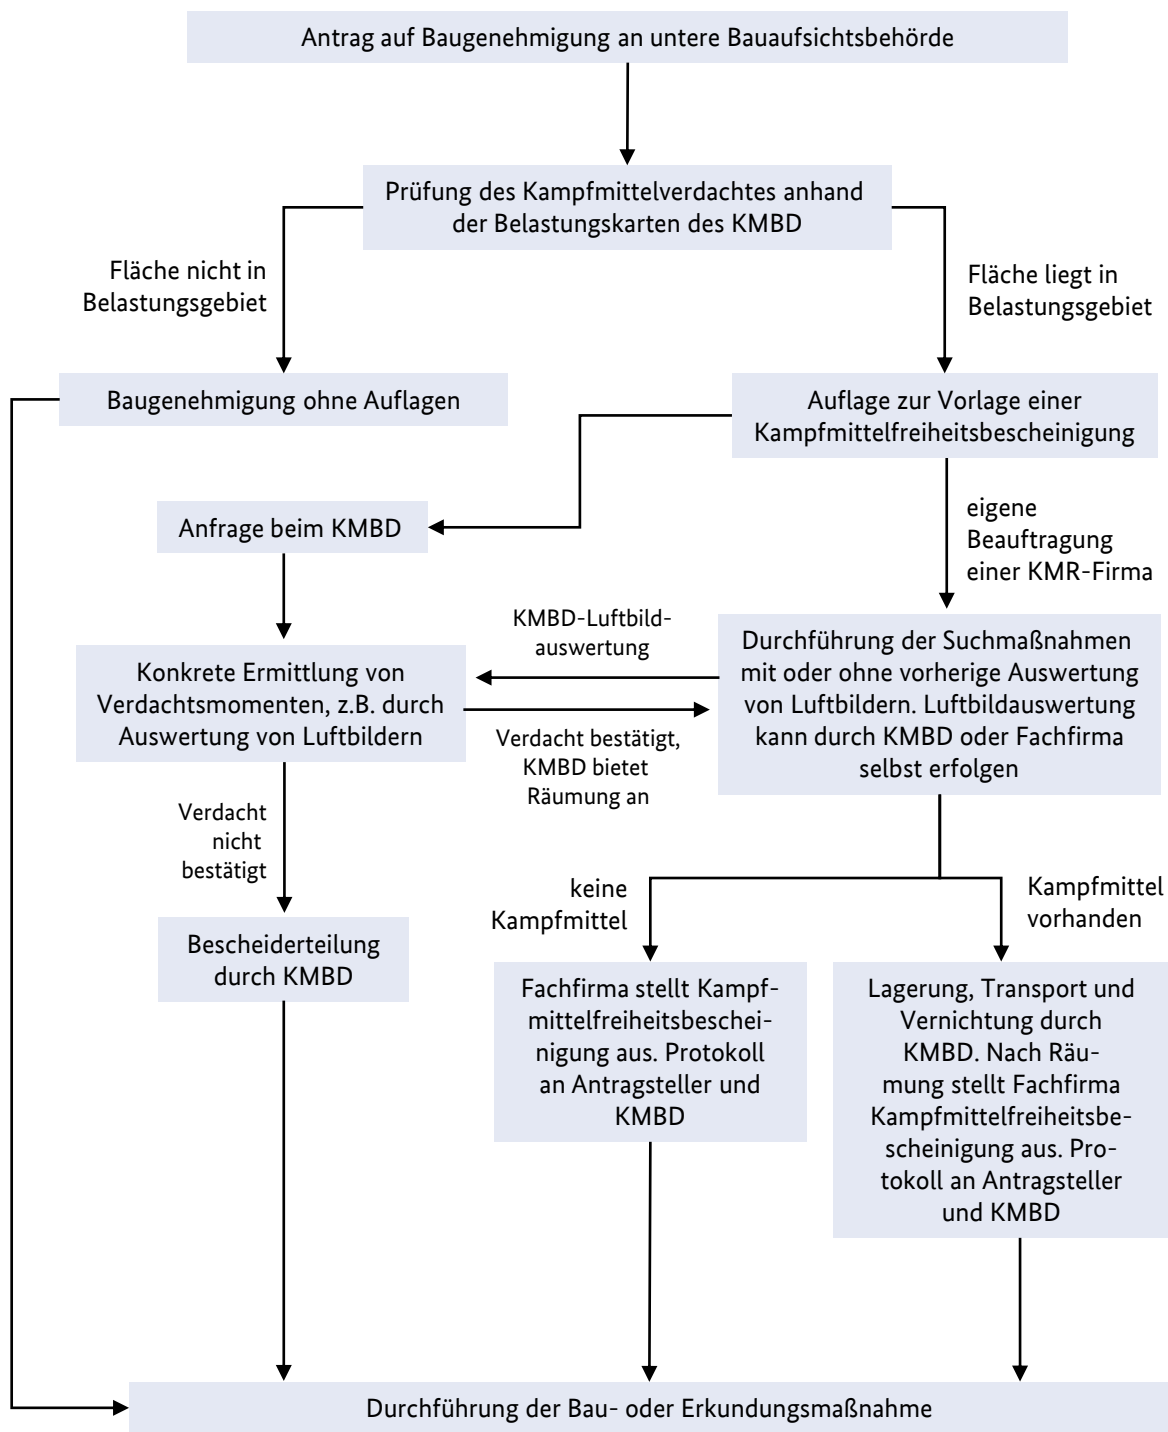 Antrag auf Baugenehmigung an untere Bauaufsichtsbehörde
Prüfung des Kampfmittelverdachtes anhand
der Belastungskarten des KMBD
Fläche nicht in
Belastungsgebiet
Fläche liegt in
Belastungsgebiet
Baugenehmigung ohne Auflagen
Auflage zur Vorlage einer
Kampfmittelfreiheitsbescheinigung
Anfrage beim KMBD
eigene
Beauftragung
einer KMR-Firma
KMBD-Luftbild-
auswertung
Konkrete Ermittlung von
Verdachtsmomenten, z.B. durch
Auswertung von Luftbildern
Durchführung der Suchmaßnahmen
mit oder ohne vorherige Auswertung
von Luftbildern. Luftbildauswertung
kann durch KMBD oder Fachfirma
selbst erfolgen
Verdacht bestätigt,
KMBD bietet
Räumung an
Verdacht
nicht
bestätigt
keine
Kampfmittel
Kampfmittel
vorhanden
Bescheiderteilung
durch KMBD
Fachfirma stellt Kampf-
mittelfreiheitsbeschei-
nigung aus. Protokoll
an Antragsteller und
KMBD
Lagerung, Transport und
Vernichtung durch
KMBD. Nach Räu-
mung stellt Fachfirma
Kampfmittelfreiheitsbe-
scheinigung aus. Pro-
tokoll an Antragsteller
und KMBD
Durchführung der Bau- oder Erkundungsmaßnahme